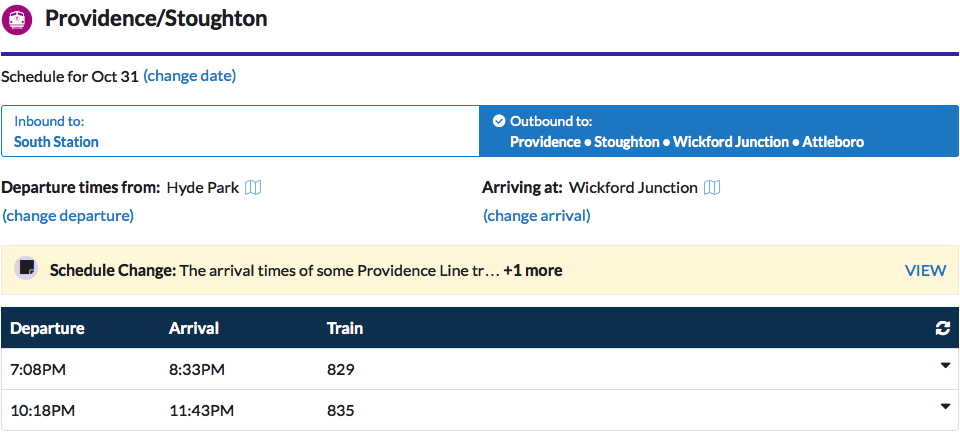 Providence/Stoughton
Schedule for Oct 31 (change date)
Inbound to:
South Station
Outbound to:
Providence • Stoughton • Wickford Junction • Attleboro
Departure times from: Hyde Park
(change departure)
Arriving at: Wickford Junction
(change arrival)
Schedule Change: The arrival times of some Providence Line tr… +1 more VIEW
Departure Arrival Train
7:08PM 8:33PM 829
10:18PM 11:43PM 835